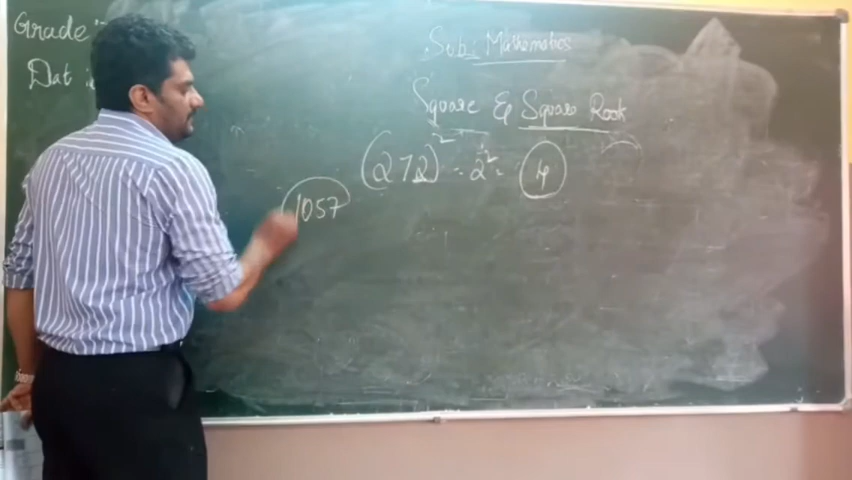 Grade
Sub: Mathematics
Dat
Square & Square Root
(272)² = 2² = 4
1057